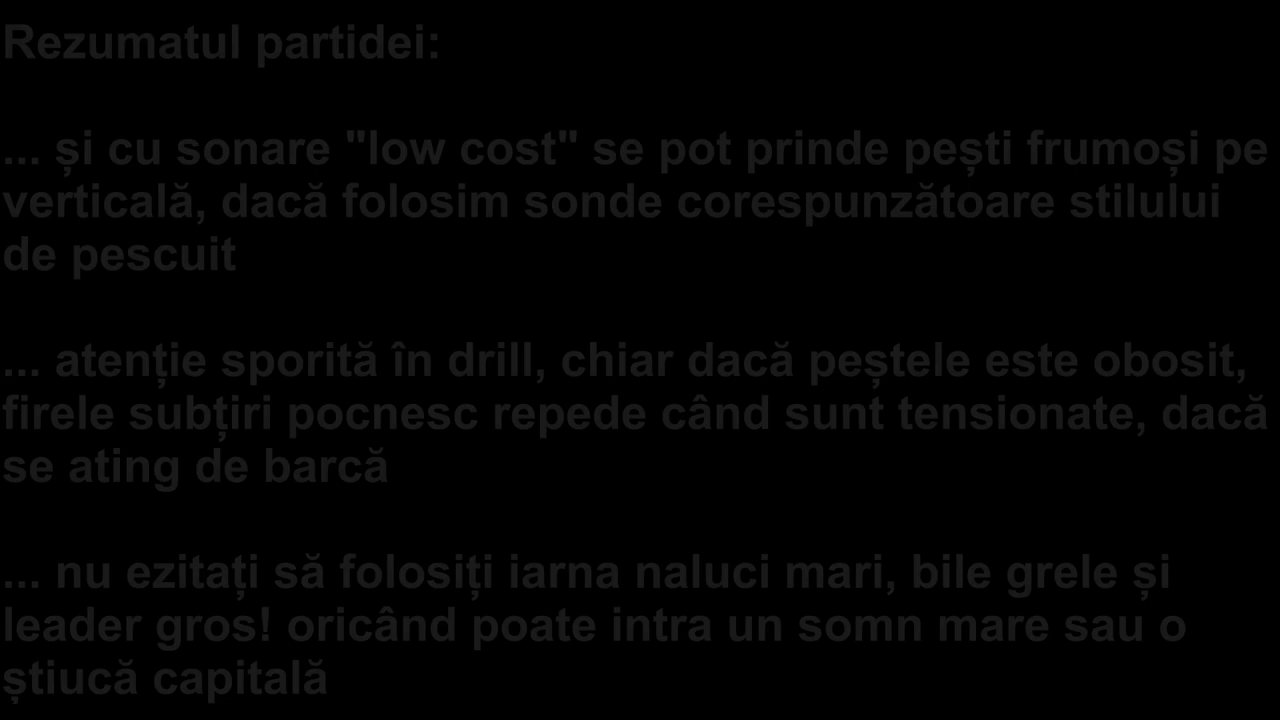 Rezumatul partidei:
... și cu sonare "low cost" se pot prinde pești frumoși pe
verticală, dacă folosim sonde corespunzătoare stilului
de pescuit
... atenție sporită în drill, chiar dacă peștele este obosit,
firele subțiri pocnesc repede când sunt tensionate, dacă
se ating de barcă
... nu ezitați să folosiți iarna naluci mari, bile grele și
leader gros! oricând poate intra un somn mare sau o
știucă capitală